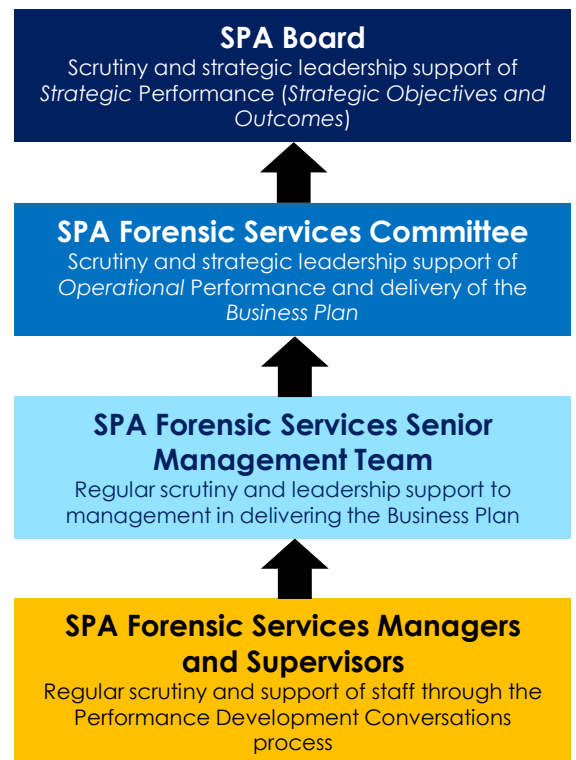 SPA Board
Scrutiny and strategic leadership support of
Strategic Performance (Strategic Objectives and
Outcomes)
SPA Forensic Services Committee
Scrutiny and strategic leadership support of
Operational Performance and delivery of the
Business Plan
SPA Forensic Services Senior
Management Team
Regular scrutiny and leadership support to
management in delivering the Business Plan
SPA Forensic Services Managers
and Supervisors
Regular scrutiny and support of staff through the
Performance Development Conversations
process